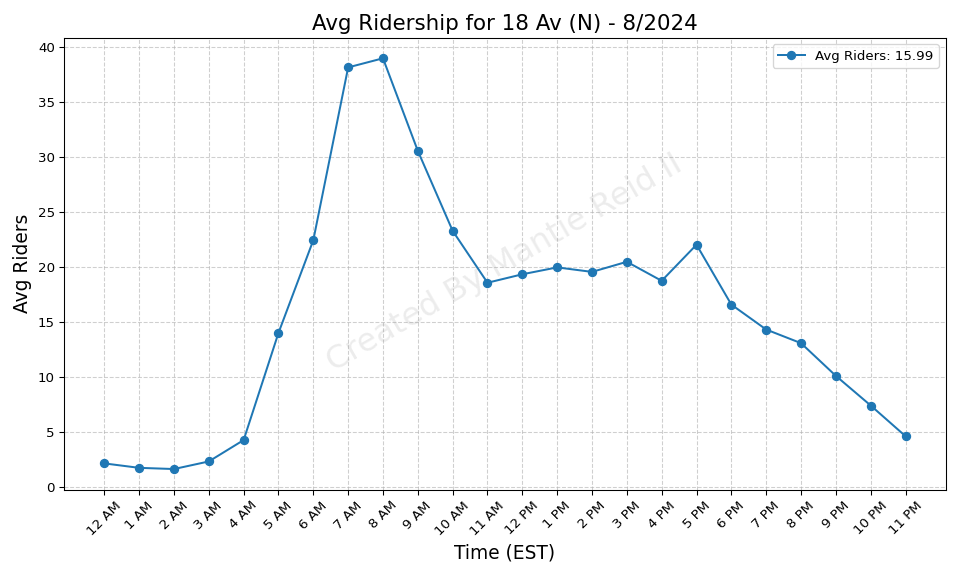 Avg Ridership for 18 Av (N) - 8/2024
Avg Riders: 15.99
40
35
30
25
20
15
10
5
0
Avg Riders
Created By Mantie Reid II
12 AM
1 AM
2 AM
3 AM
4 AM
5 AM
6 AM
7 AM
8 AM
9 AM
10 AM
11 AM
12 PM
1 PM
2 PM
3 PM
4 PM
5 PM
6 PM
7 PM
8 PM
9 PM
10 PM
11 PM
Time (EST)